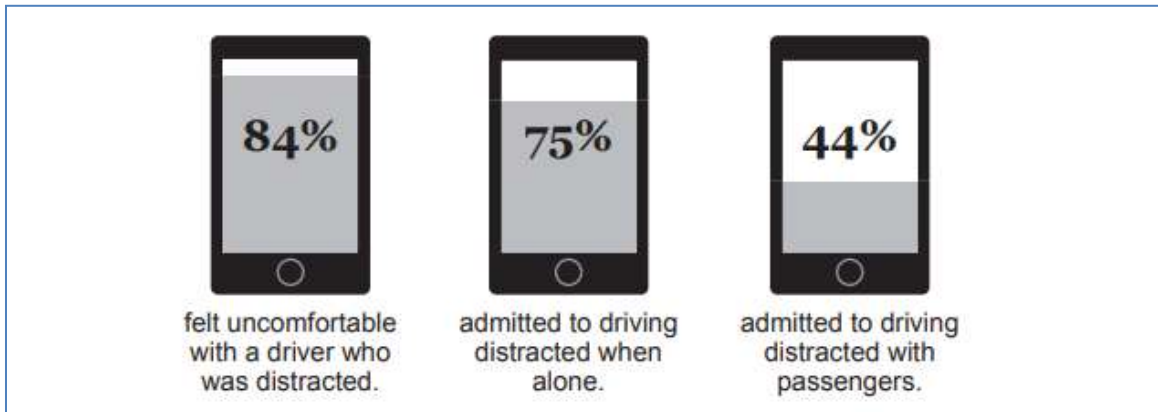 84%
felt uncomfortable
with a driver who
was distracted.
75%
admitted to driving
distracted when
alone.
44%
admitted to driving
distracted with
passengers.